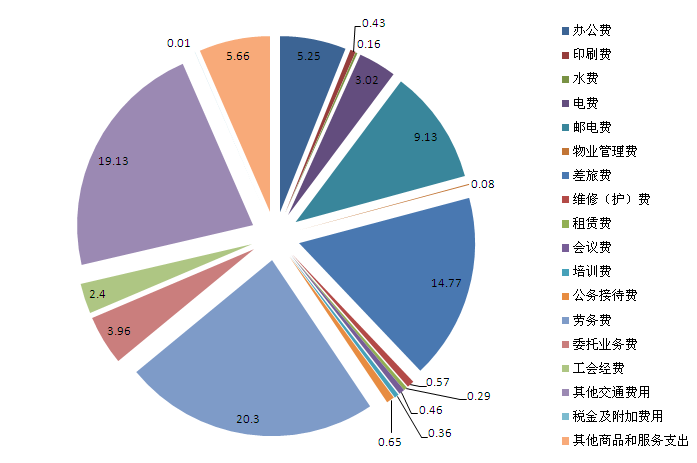 0.43
0.01
0.16
5.66
5.25
3.02
9.13
19.13
0.08
14.77
2.4
3.96
0.57
0.29
0.46
20.3
0.36
0.65
办公费
印刷费
水费
电费
邮电费
物业管理费
差旅费
维修（护）费
租赁费
会议费
培训费
公务接待费
劳务费
委托业务费
工会经费
其他交通费用
税金及附加费用
其他商品和服务支出